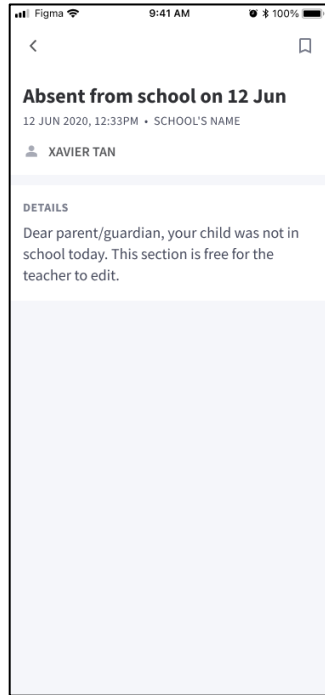 Figma 9:41 AM 100%
Absent from school on 12 Jun
12 JUN 2020, 12:33PM • SCHOOL'S NAME
XAVIER TAN
DETAILS
Dear parent/guardian, your child was not in
school today. This section is free for the
teacher to edit.